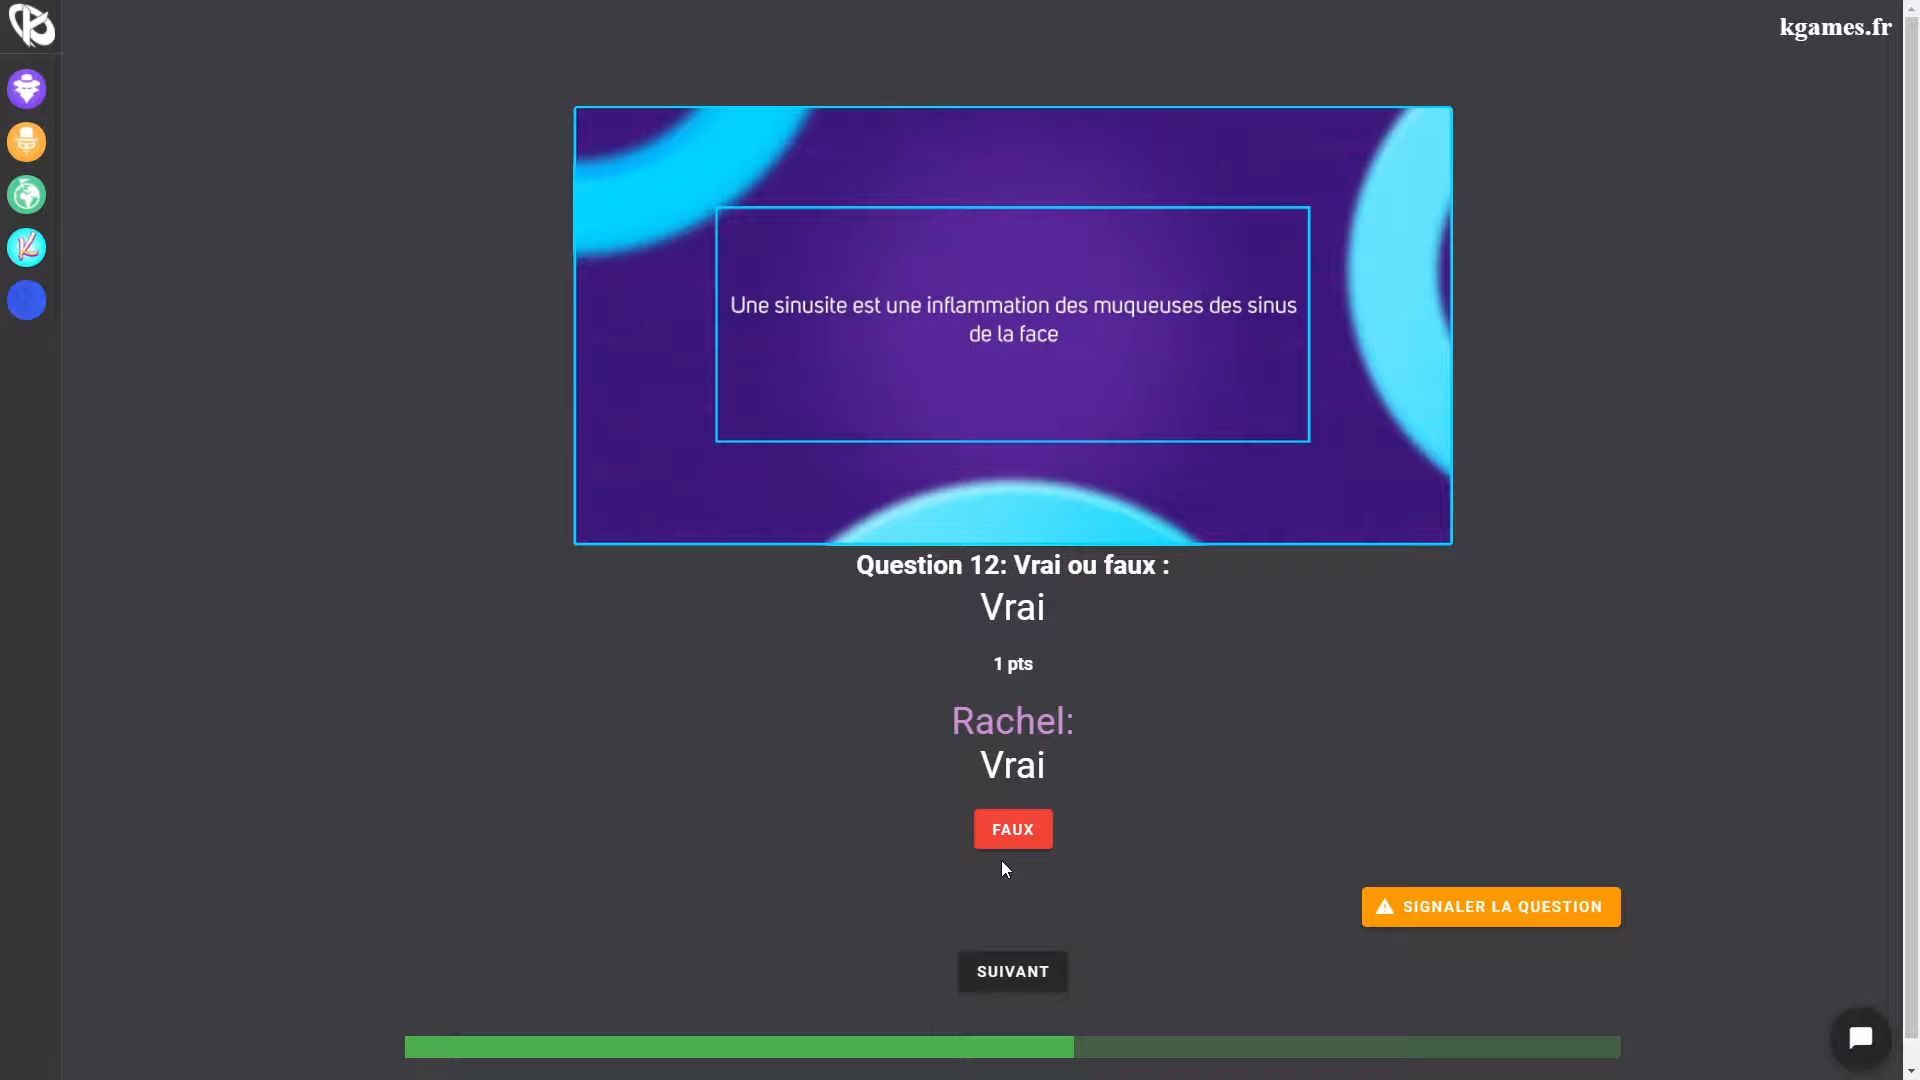 kgames.fr
Une sinusite est une inflammation des muqueuses des sinus
de la face
Question 12: Vrai ou faux :
Vrai
1 pts
Rachel:
Vrai
FAUX
SIGNALER LA QUESTION
SUIVANT